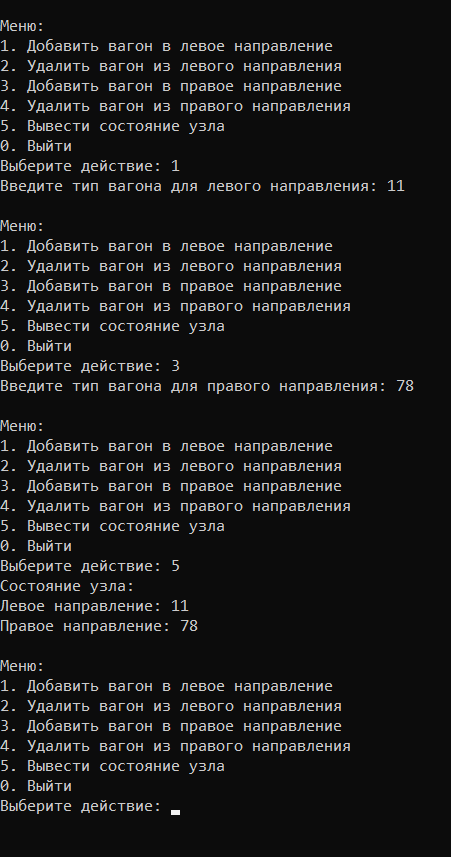 Меню:
1. Добавить вагон в левое направление
2. Удалить вагон из левого направления
3. Добавить вагон в правое направление
4. Удалить вагон из правого направления
5. Вывести состояние узла
0. Выйти
Выберите действие: 1
Введите тип вагона для левого направления: 11

Меню:
1. Добавить вагон в левое направление
2. Удалить вагон из левого направления
3. Добавить вагон в правое направление
4. Удалить вагон из правого направления
5. Вывести состояние узла
0. Выйти
Выберите действие: 3
Введите тип вагона для правого направления: 78

Меню:
1. Добавить вагон в левое направление
2. Удалить вагон из левого направления
3. Добавить вагон в правое направление
4. Удалить вагон из правого направления
5. Вывести состояние узла
0. Выйти
Выберите действие: 5
Состояние узла:
Левое направление: 11
Правое направление: 78

Меню:
1. Добавить вагон в левое направление
2. Удалить вагон из левого направления
3. Добавить вагон в правое направление
4. Удалить вагон из правого направления
5. Вывести состояние узла
0. Выйти
Выберите действие: